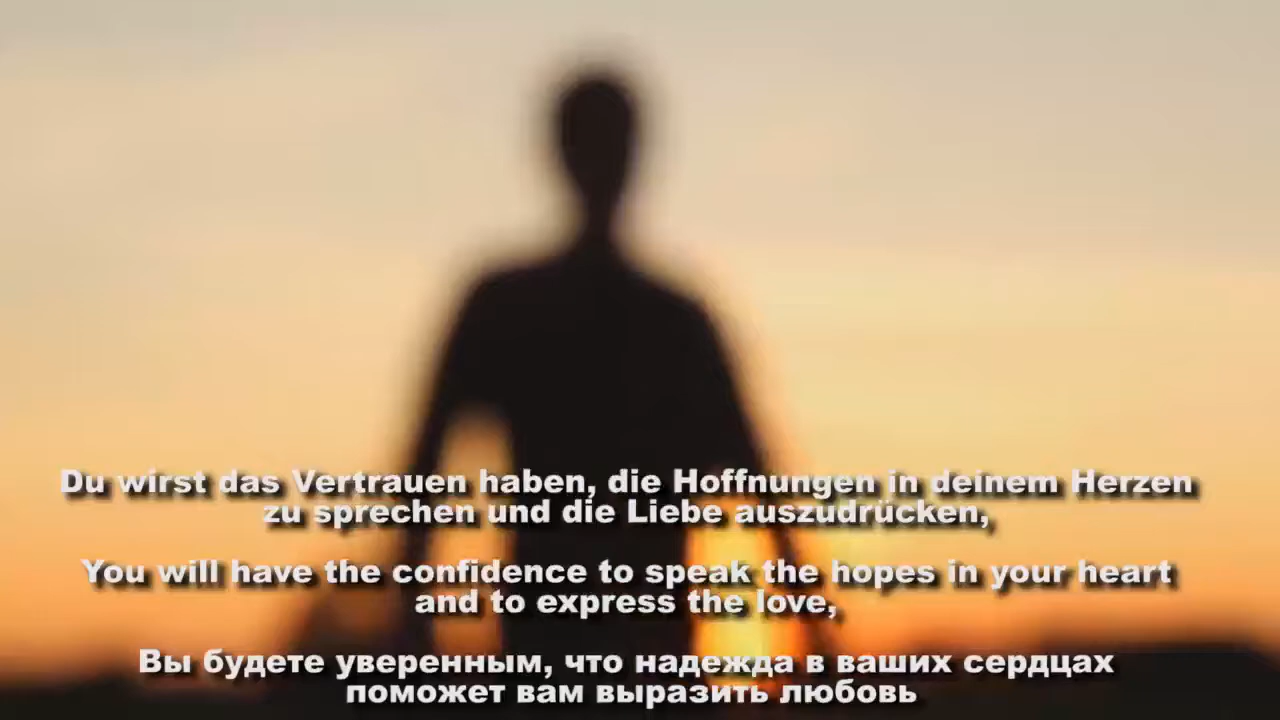 Du wirst das Vertrauen haben, die Hoffnungen in deinem Herzen
zu sprechen und die Liebe auszudrücken,
You will have the confidence to speak the hopes in your heart
and to express the love,
Вы будете уверенным, что надежда в ваших сердцах
поможет вам выразить любовь